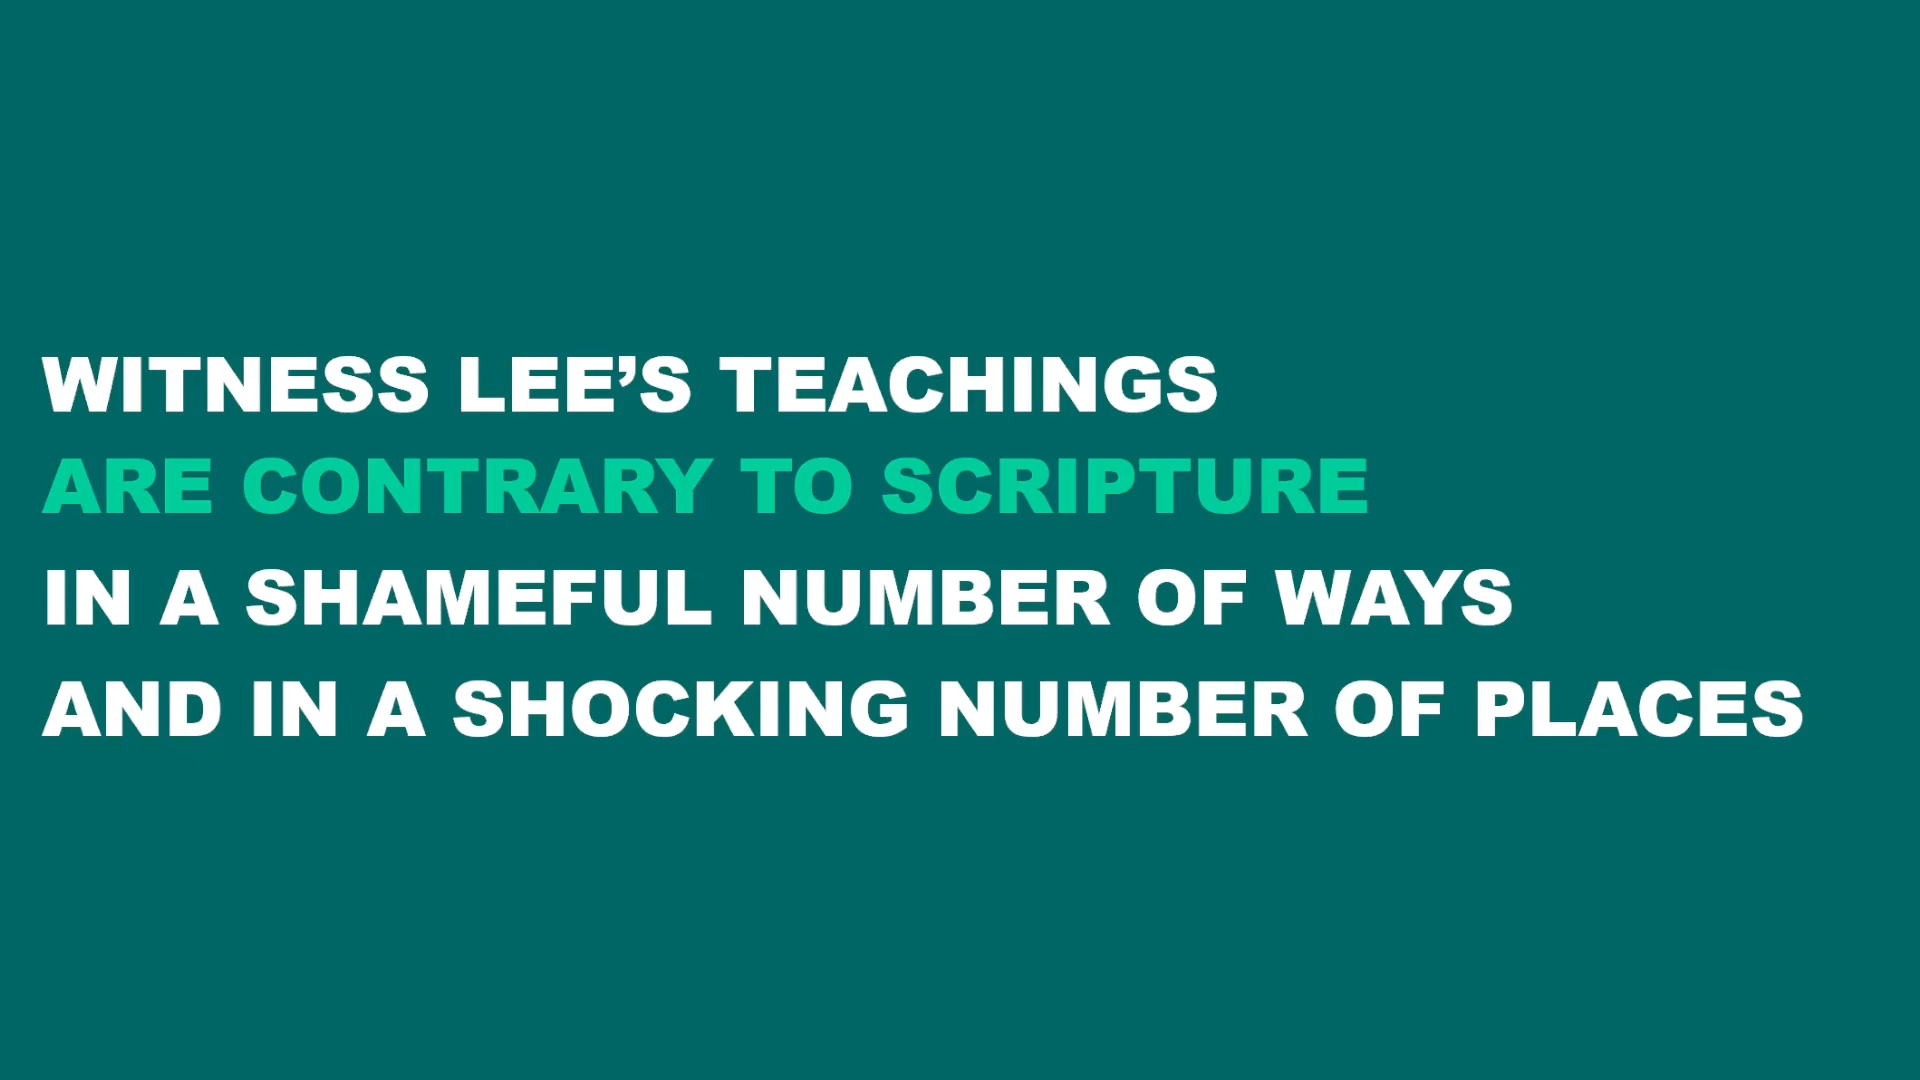 WITNESS LEE’S TEACHINGS
ARE CONTRARY TO SCRIPTURE
IN A SHAMEFUL NUMBER OF WAYS
AND IN A SHOCKING NUMBER OF PLACES